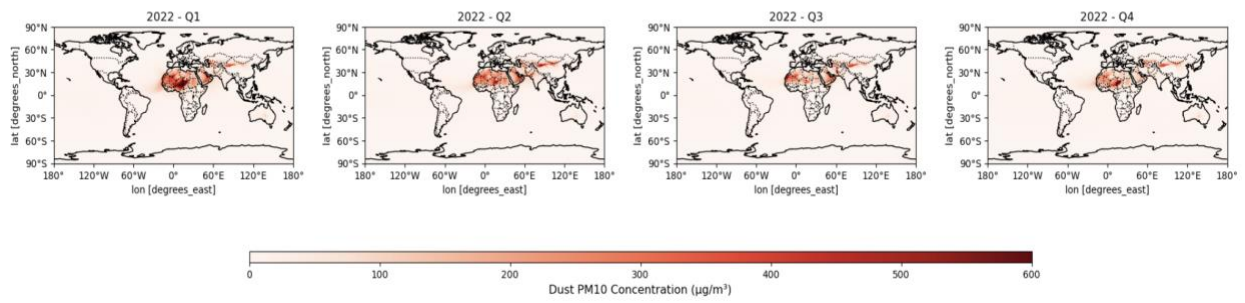 2022 - Q1
2022 - Q2
2022 - Q3
2022 - Q4
lat [degrees_north]
90°N
60°N
30°N
0°
30°S
60°S
90°S
180° 120°W 60°W 0° 60°E 120°E 180°
lon [degrees_east]
lat [degrees_north]
90°N
60°N
30°N
0°
30°S
60°S
90°S
180° 120°W 60°W 0° 60°E 120°E 180°
lon [degrees_east]
lat [degrees_north]
90°N
60°N
30°N
0°
30°S
60°S
90°S
180° 120°W 60°W 0° 60°E 120°E 180°
lon [degrees_east]
lat [degrees_north]
90°N
60°N
30°N
0°
30°S
60°S
90°S
180° 120°W 60°W 0° 60°E 120°E 180°
lon [degrees_east]
0 100 200 300 400 500 600
Dust PM10 Concentration (μg/m³)